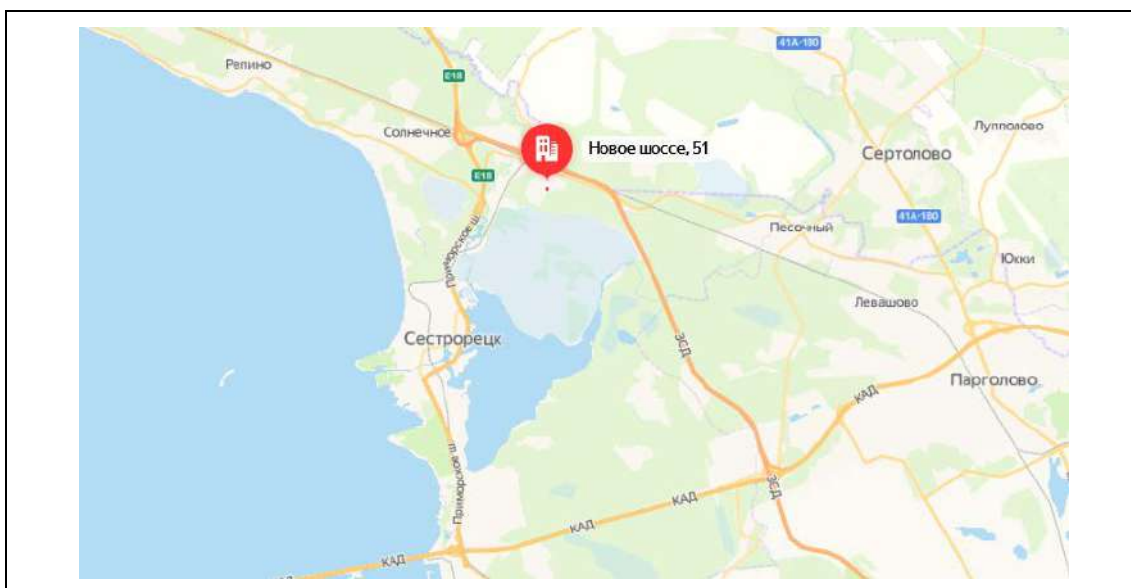 41А-180
Репино
Е18
Солнечное
Луппполово
Новое шоссе, 51
Сертолово
Е18
41А-180
Песочный
Приморское ш.
Юкки
Левашово
Сестрорецк
ЗСД
Парголово
КАД
Приморское ш.
КАД
ЗСД
КАД
КАД